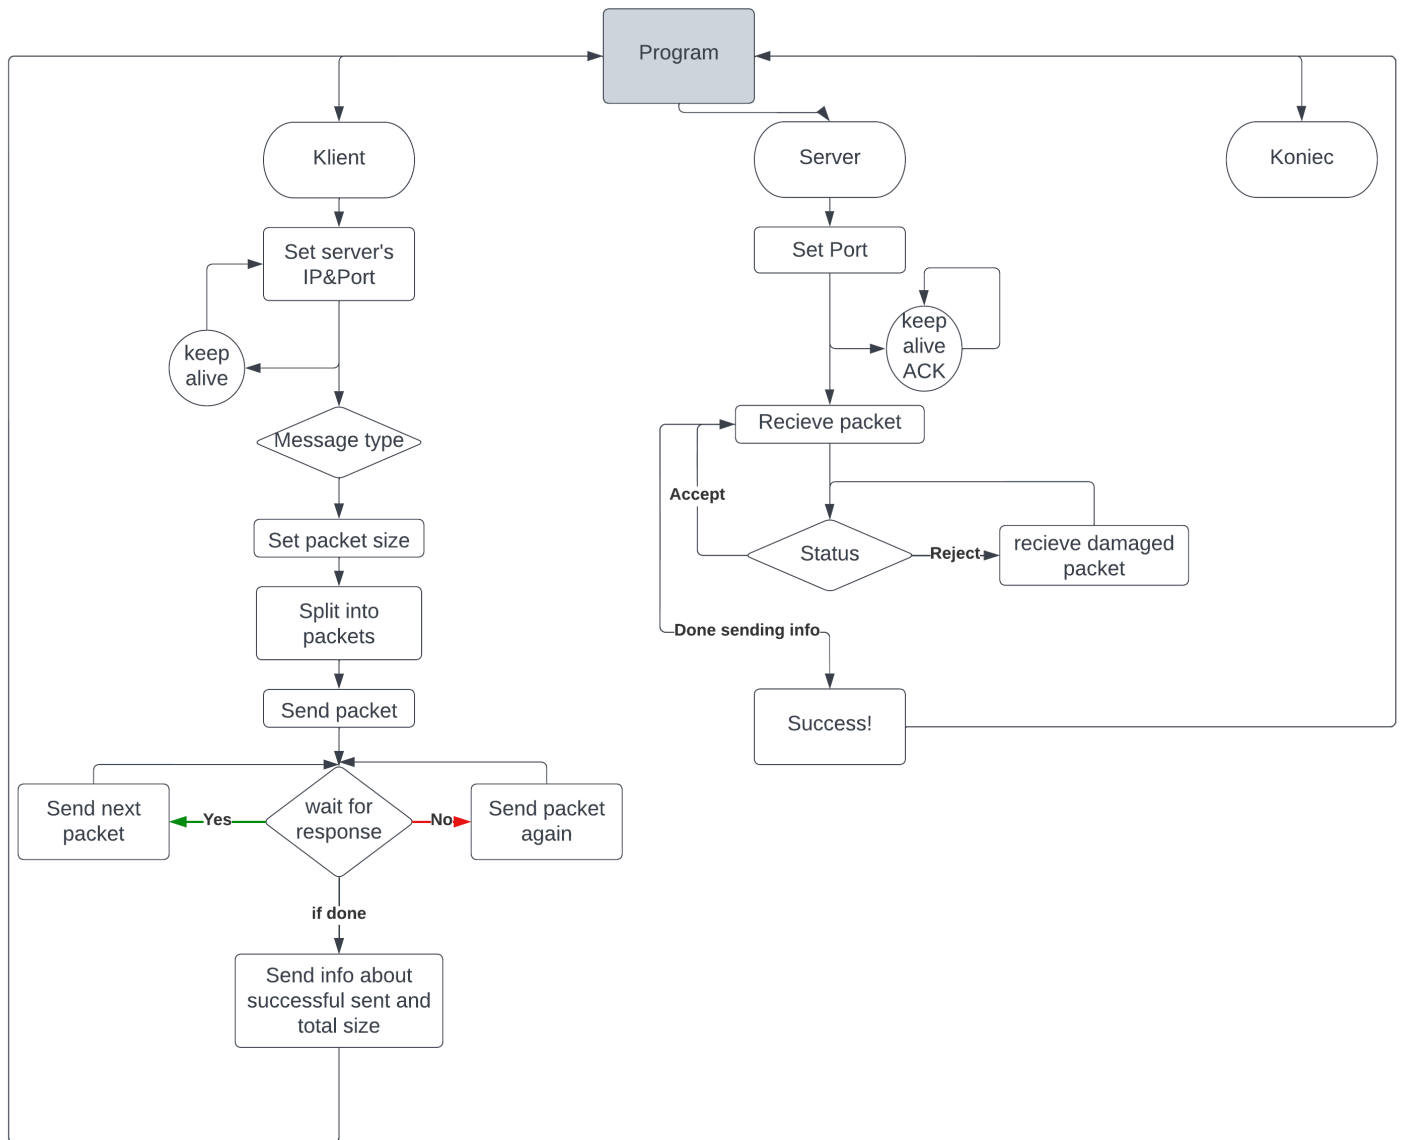 Program
Klient
Server
Koniec
Set server's
IP&Port
Set Port
keep
alive
keep
alive
ACK
Message type
Recieve packet
Accept
Set packet size
Status
Reject
recieve damaged
packet
Split into
packets
Done sending info
Send packet
Success!
Send next
packet
Yes
wait for
response
No
Send packet
again
if done
Send info about
successful sent and
total size